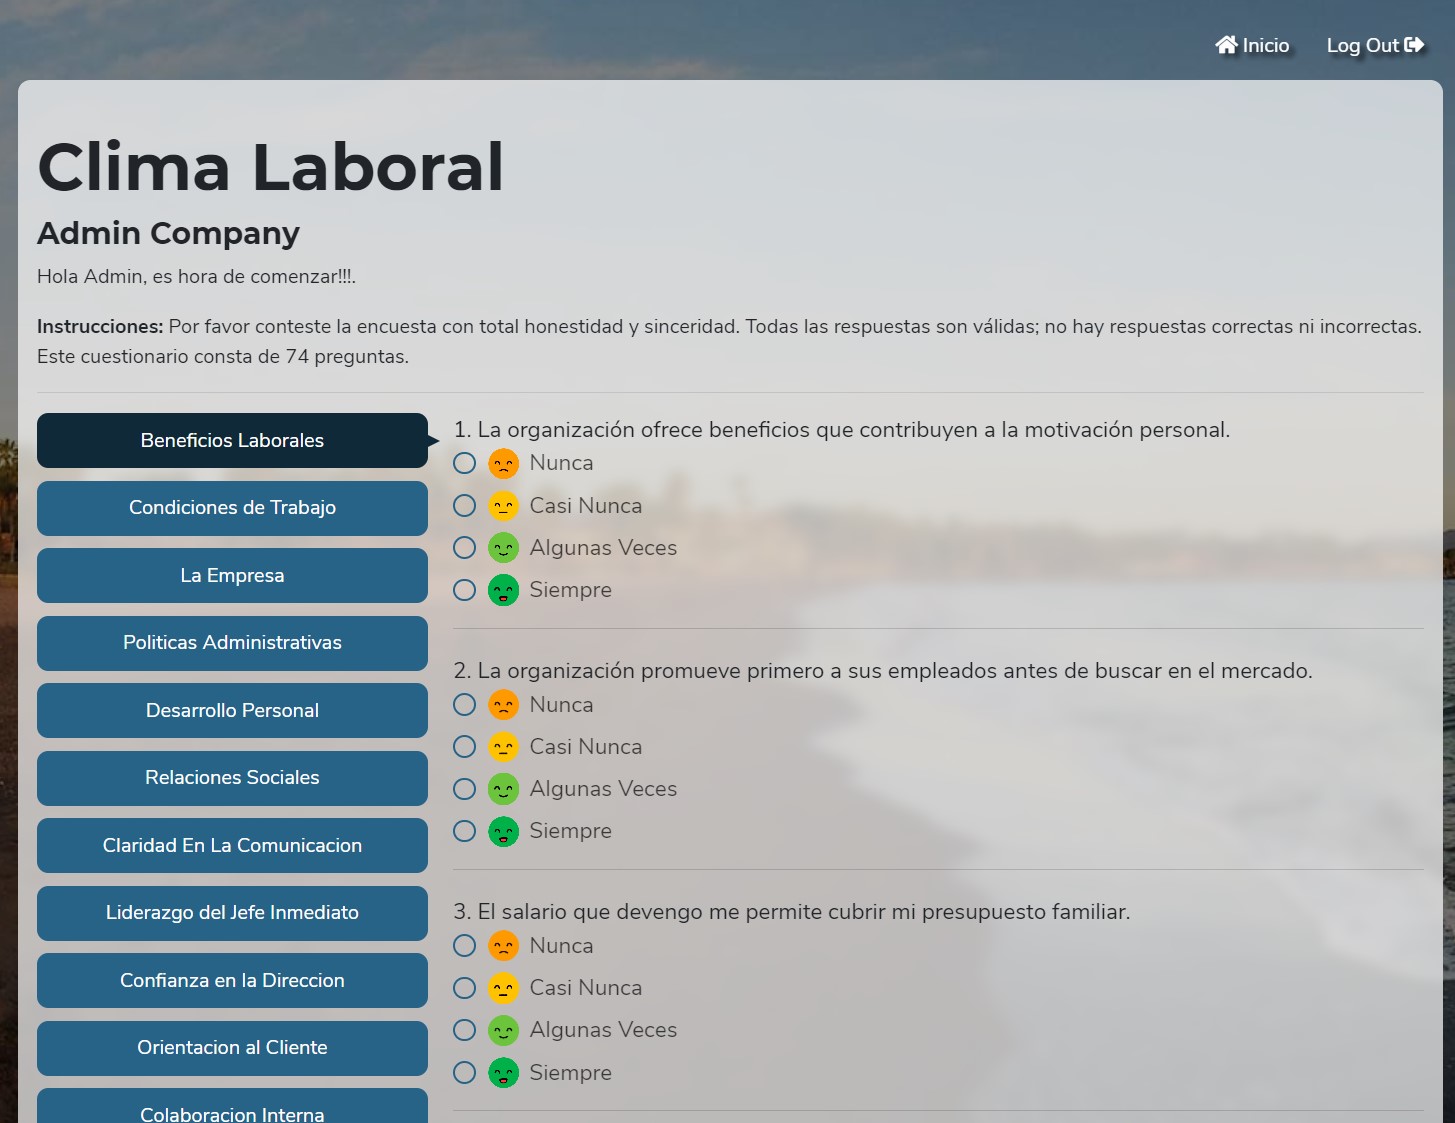 Inicio
Log Out
Clima Laboral
Admin Company
Hola Admin, es hora de comenzar!!!.
Instrucciones: Por favor conteste la encuesta con total honestidad y sinceridad. Todas las respuestas son válidas; no hay respuestas correctas ni incorrectas.
Este cuestionario consta de 74 preguntas.
Beneficios Laborales
Condiciones de Trabajo
La Empresa
Politicas Administrativas
Desarrollo Personal
Relaciones Sociales
Claridad En La Comunicacion
Liderazgo del Jefe Inmediato
Confianza en la Direccion
Orientacion al Cliente
Colaboracion Interna
1. La organización ofrece beneficios que contribuyen a la motivación personal.
Nunca
Casi Nunca
Algunas Veces
Siempre
2. La organización promueve primero a sus empleados antes de buscar en el mercado.
Nunca
Casi Nunca
Algunas Veces
Siempre
3. El salario que devengo me permite cubrir mi presupuesto familiar.
Nunca
Casi Nunca
Algunas Veces
Siempre